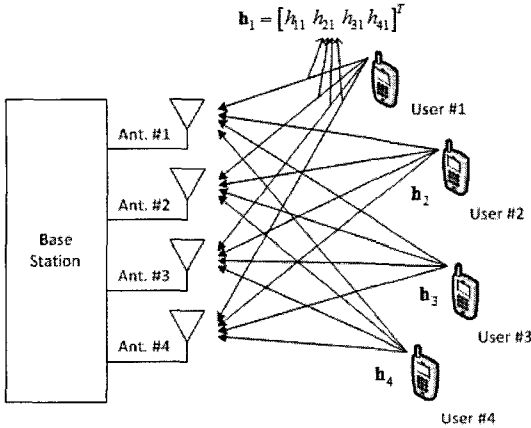 h₁ = [h₁₁ h₂₁ h₃₁ h₄₁]ᵀ
User #1
Ant. #1
User #2
h₂
Ant. #2
Base
Station
Ant. #3
h₃
User #3
Ant. #4
h₄
User #4